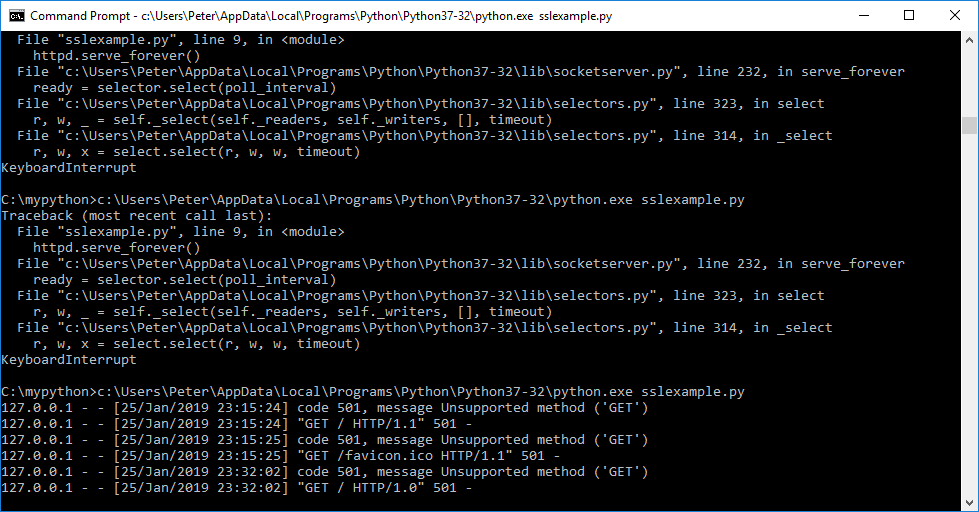 Command Prompt - c:\Users\Peter\AppData\Local\Programs\Python\Python37-32\python.exe sslexample.py
  File "sslexample.py", line 9, in <module>
    httpd.serve_forever()
  File "c:\Users\Peter\AppData\Local\Programs\Python\Python37-32\lib\socketserver.py", line 232, in serve_forever
    ready = selector.select(poll_interval)
  File "c:\Users\Peter\AppData\Local\Programs\Python\Python37-32\lib\selectors.py", line 323, in select
    r, w, _ = self._select(self._readers, self._writers, [], timeout)
  File "c:\Users\Peter\AppData\Local\Programs\Python\Python37-32\lib\selectors.py", line 314, in _select
    r, w, x = select.select(r, w, w, timeout)
KeyboardInterrupt

C:\mypython>c:\Users\Peter\AppData\Local\Programs\Python\Python37-32\python.exe sslexample.py
Traceback (most recent call last):
  File "sslexample.py", line 9, in <module>
    httpd.serve_forever()
  File "c:\Users\Peter\AppData\Local\Programs\Python\Python37-32\lib\socketserver.py", line 232, in serve_forever
    ready = selector.select(poll_interval)
  File "c:\Users\Peter\AppData\Local\Programs\Python\Python37-32\lib\selectors.py", line 323, in select
    r, w, _ = self._select(self._readers, self._writers, [], timeout)
  File "c:\Users\Peter\AppData\Local\Programs\Python\Python37-32\lib\selectors.py", line 314, in _select
    r, w, x = select.select(r, w, w, timeout)
KeyboardInterrupt

C:\mypython>c:\Users\Peter\AppData\Local\Programs\Python\Python37-32\python.exe sslexample.py
127.0.0.1 - - [25/Jan/2019 23:15:24] code 501, message Unsupported method ('GET')
127.0.0.1 - - [25/Jan/2019 23:15:24] "GET / HTTP/1.1" 501 -
127.0.0.1 - - [25/Jan/2019 23:15:25] code 501, message Unsupported method ('GET')
127.0.0.1 - - [25/Jan/2019 23:15:25] "GET /favicon.ico HTTP/1.1" 501 -
127.0.0.1 - - [25/Jan/2019 23:32:02] code 501, message Unsupported method ('GET')
127.0.0.1 - - [25/Jan/2019 23:32:02] "GET / HTTP/1.0" 501 -